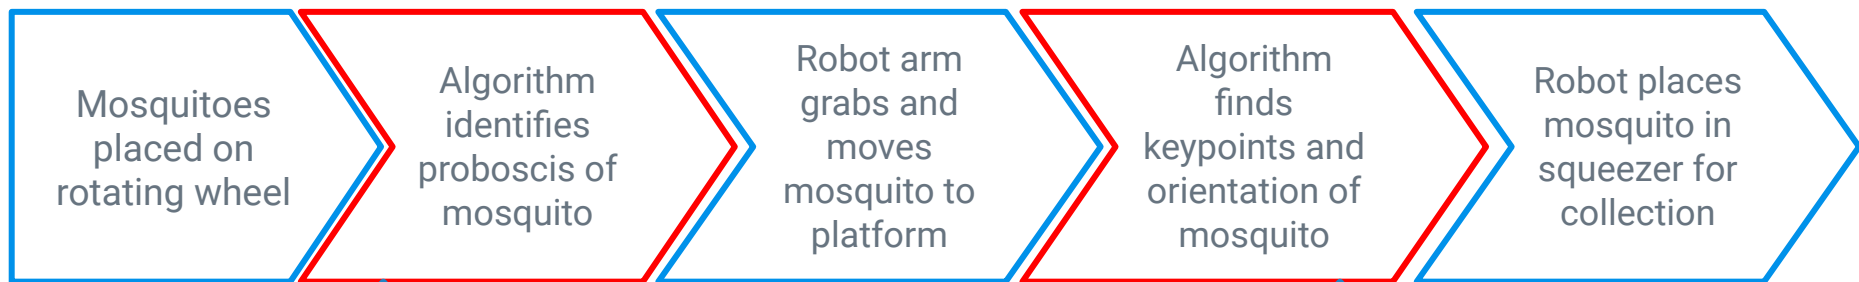 Mosquitoes
placed on
rotating wheel
Algorithm
identifies
proboscis of
mosquito
Robot arm
grabs and
moves
mosquito to
platform
Algorithm
finds
keypoints and
orientation of
mosquito
Robot places
mosquito in
squeezer for
collection